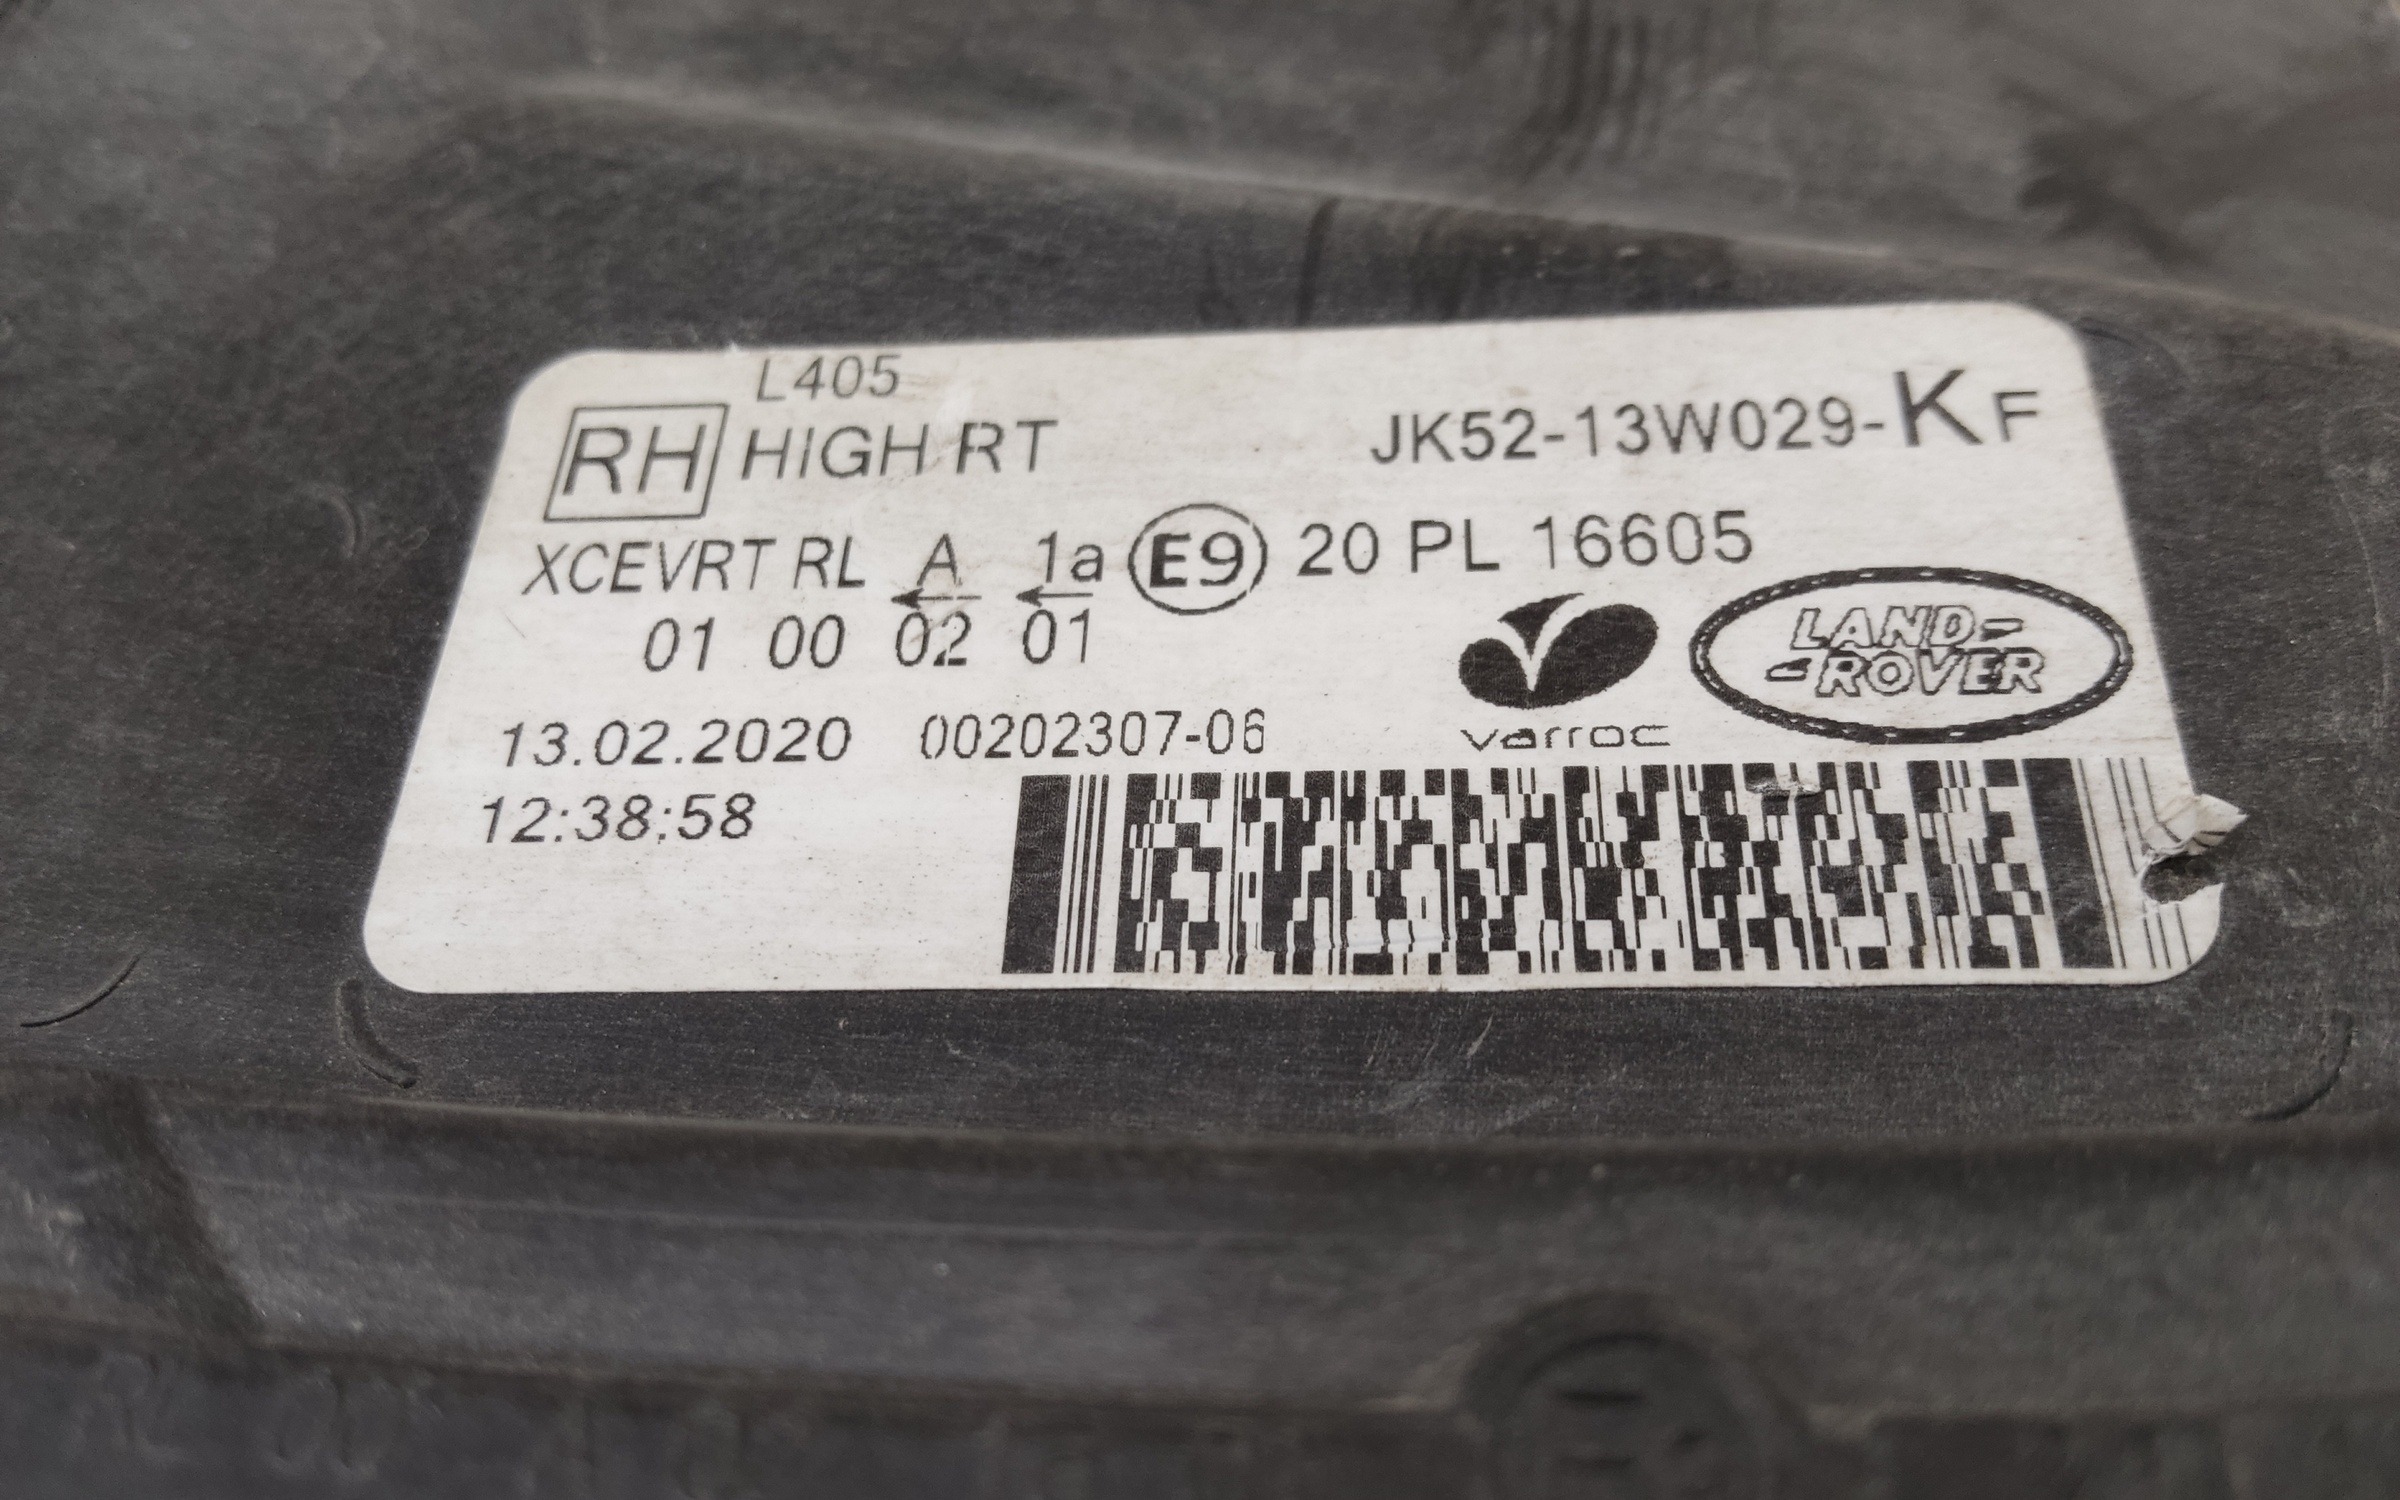 L405
RH HIGH RT JK52-13W029-KF
XCEVRT RL A 1a E9 20 PL 16605
01 00 02 01
LAND-
-ROVER
varroc
13.02.2020 00202307-06
12:38:58